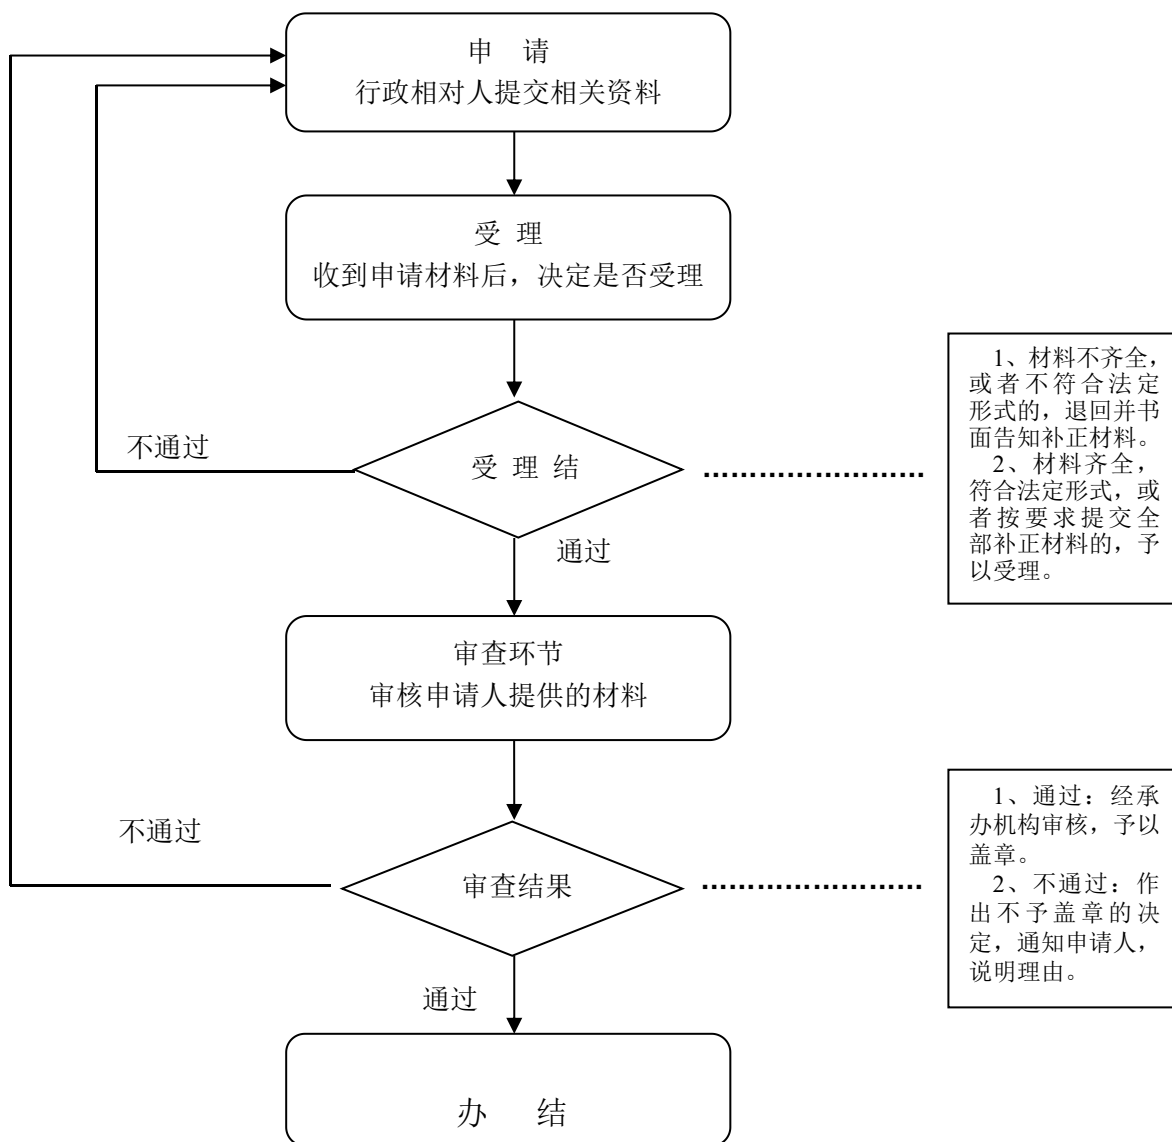 申 请
行政相对人提交相关资料
受 理
收到申请材料后，决定是否受理
1、材料不齐全，
或者不符合法定
形式的，退回并书
面告知补正材料。
2、材料齐全，
符合法定形式，或
者按要求提交全
部补正材料的，予
以受理。
不通过
受 理 结
通过
审查环节
审核申请人提供的材料
1、通过：经承
办机构审核，予以
盖章。
2、不通过：作
出不予盖章的决
定，通知申请人，
说明理由。
不通过
审查结果
通过
办 结